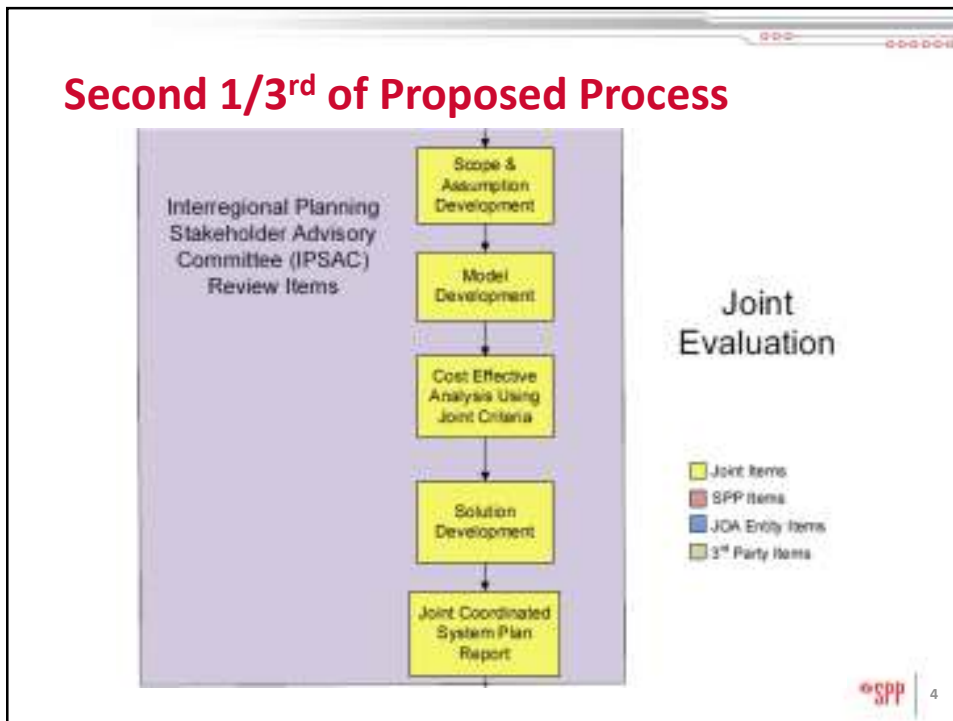 Second 1/3rd of Proposed Process
Interregional Planning
Stakeholder Advisory
Committee (IPSAC)
Review Items
Scope &
Assumption
Development
Model
Development
Cost Effective
Analysis Using
Joint Criteria
Solution
Development
Joint Coordinated
System Plan
Report
Joint
Evaluation
Joint Items
SPP Items
JOA Entity Items
3rd Party Items
SPP
4